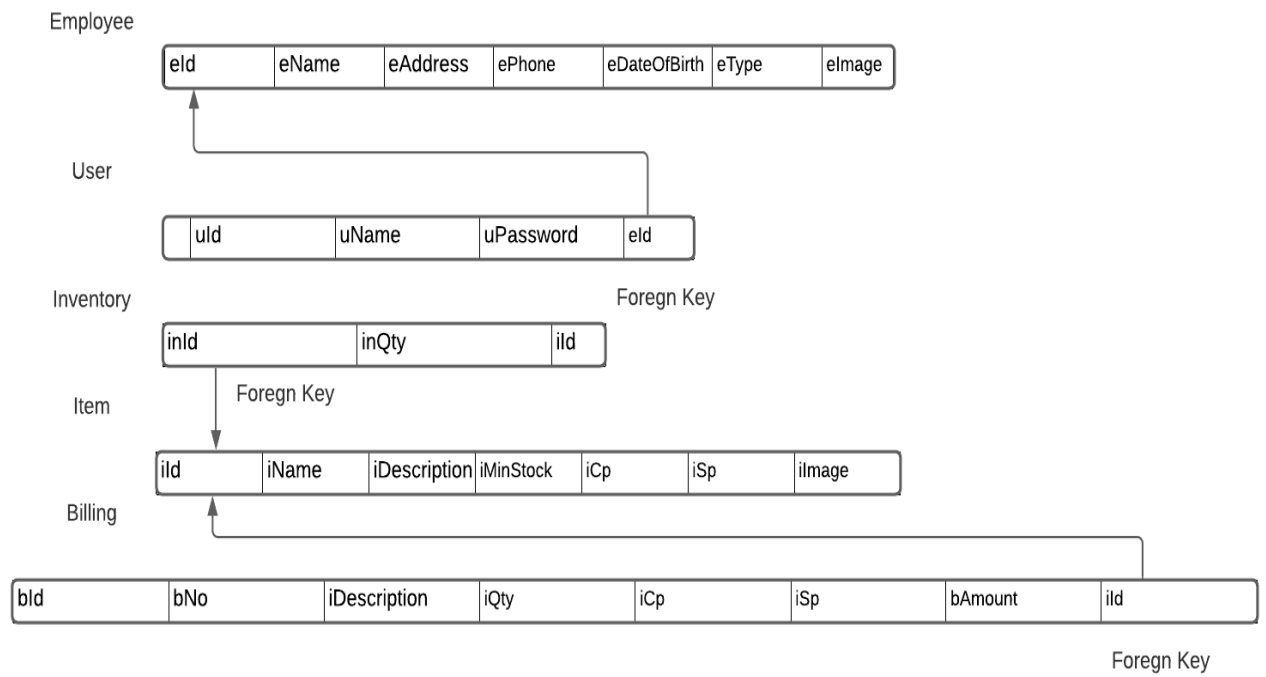 Employee
eId eName eAddress ePhone eDateOfBirth eType eImage
User
uId uName uPassword eId
Inventory
Foregn Key
inId inQty iId
Foregn Key
Item
iId iName iDescription iMinStock iCp iSp iImage
Billing
bId bNo iDescription iQty iCp iSp bAmount iId
Foregn Key